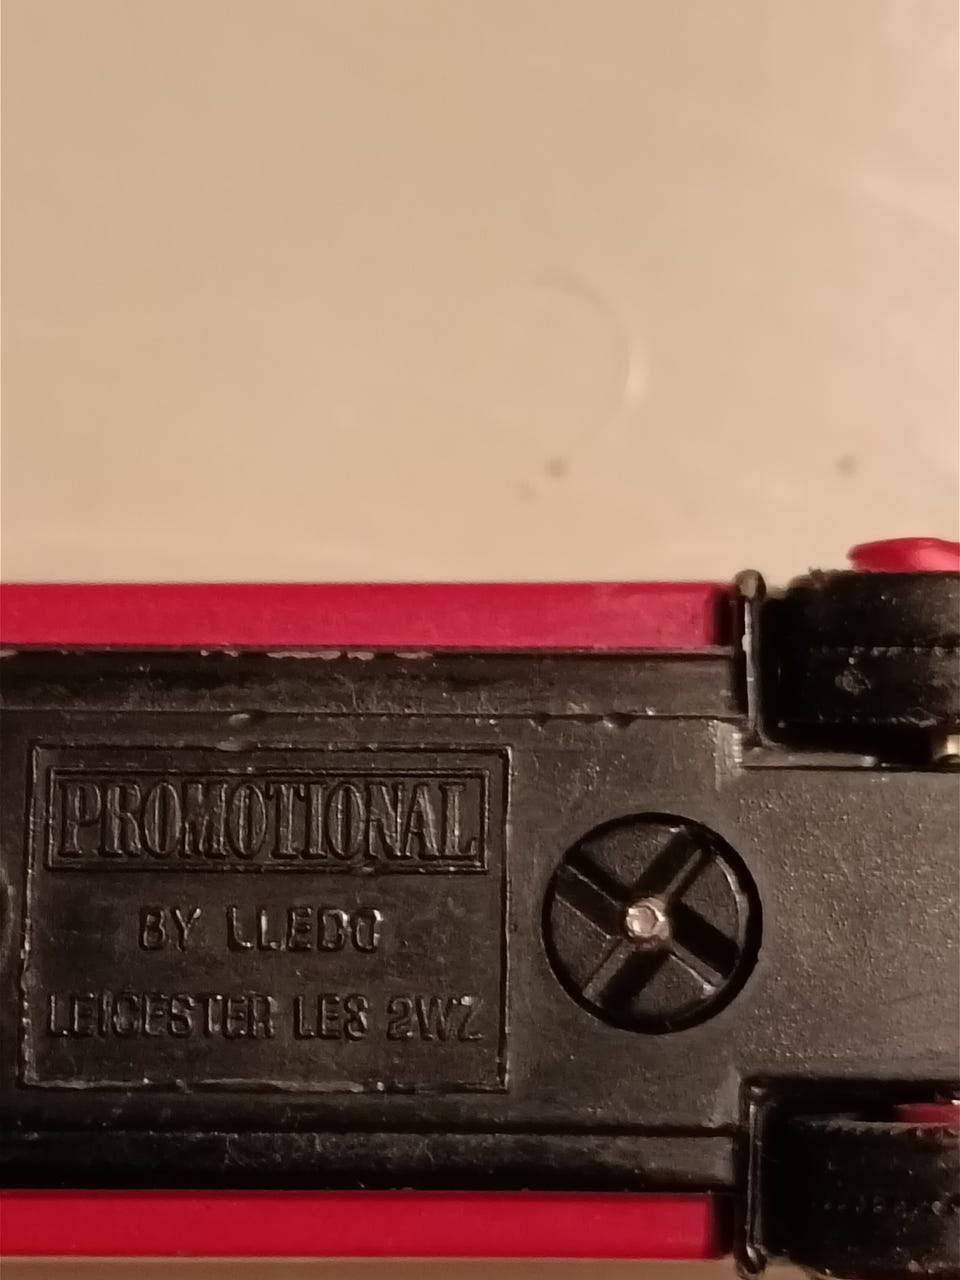 PROMOTIONAL
BY LLEDO
LEICESTER LE8 2WZ